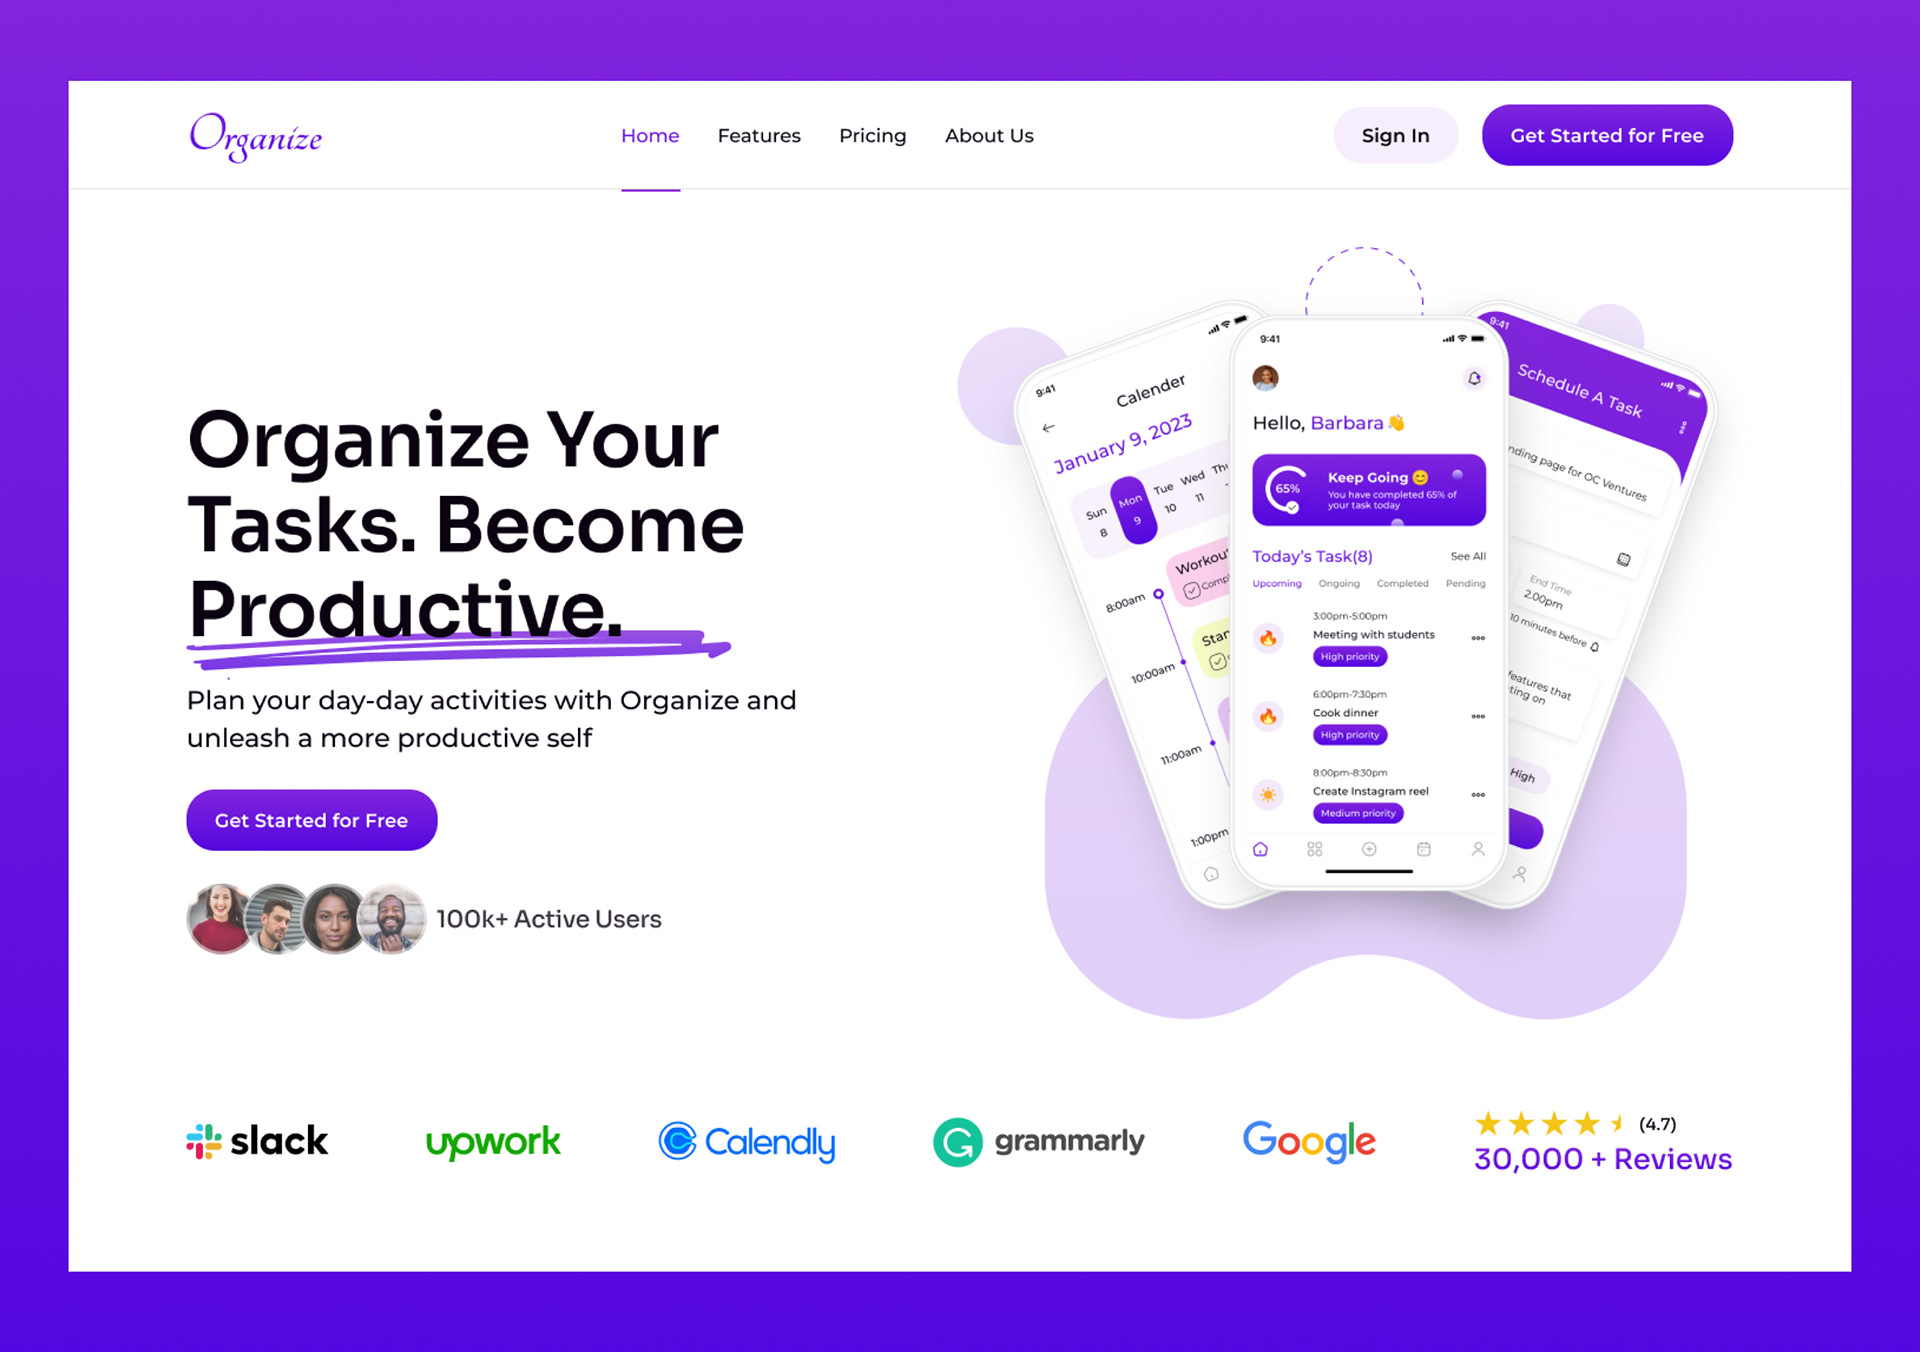 Organize
Home
Features
Pricing
About Us
Sign In
Get Started for Free
Organize Your
Tasks. Become
Productive.
Plan your day-day activities with Organize and
unleash a more productive self
Get Started for Free
100k+ Active Users
9:41
Calender
January 9, 2023
Sun Mon Tue Wed Thu
8 9 10 11
8:00am
10:00am
11:00am
1:00pm
9:41
Hello, Barbara 👋
65%
Keep Going 😊
You have completed 65% of
your task today
Today's Task(8)
See All
Upcoming Ongoing Completed Pending
3:00pm-5:00pm
Meeting with students
High priority
6:00pm-7:30pm
Cook dinner
High priority
8:00pm-8:30pm
Create Instagram reel
Medium priority
9:41
Schedule A Task
page for OC Ventures
End Time
2.00pm
10 minutes before
features that
on
High
slack
upwork
Calendly
grammarly
Google
(4.7)
30,000 + Reviews